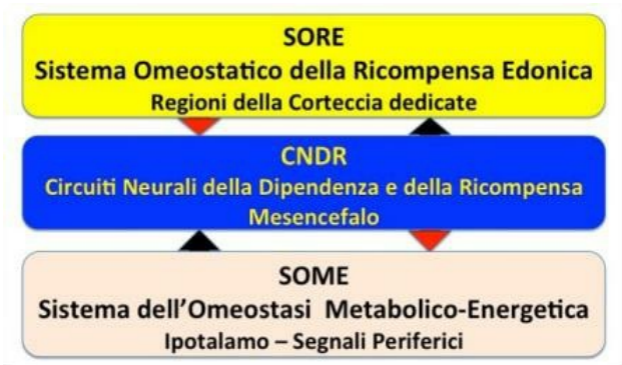 SORE
Sistema Omeostatico della Ricompensa Edonica
Regioni della Corteccia dedicate
CNDR
Circuiti Neurali della Dipendenza e della Ricompensa
Mesencefalo
SOME
Sistema dell'Omeostasi Metabolico-Energetica
Ipotalamo – Segnali Periferici